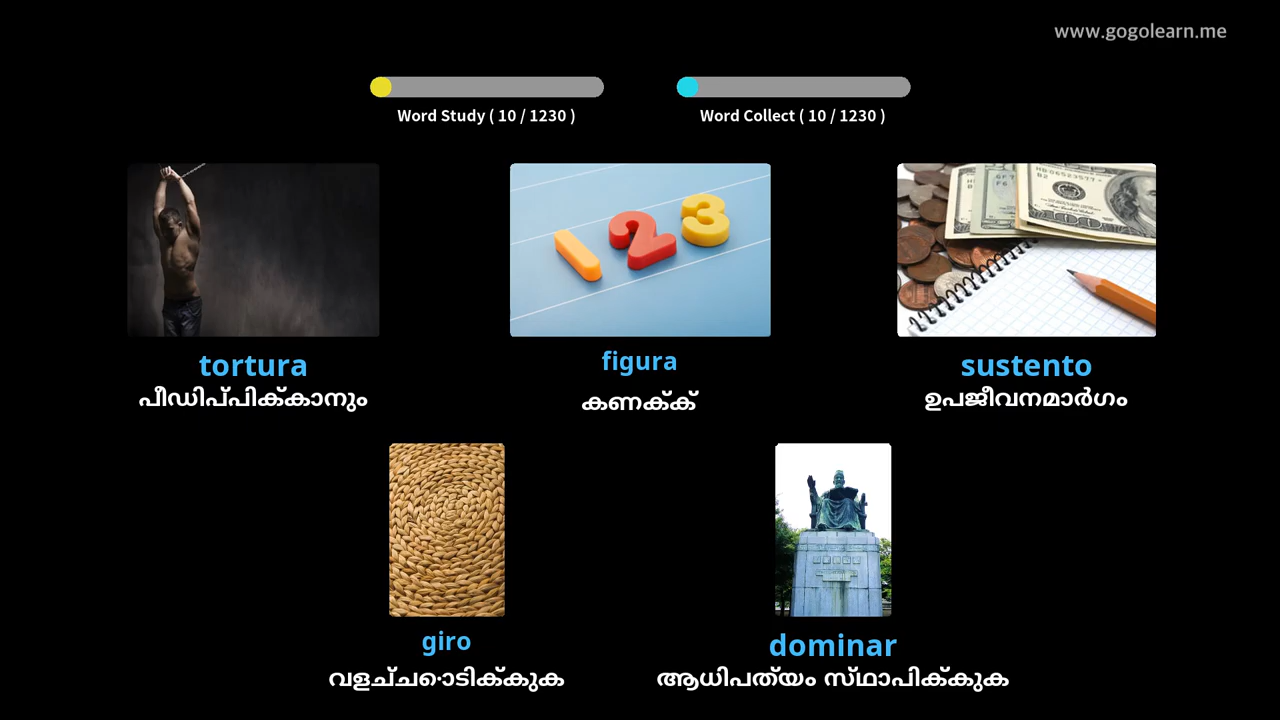 www.gogolearn.me
Word Study ( 10 / 1230 )
Word Collect ( 10 / 1230 )
tortura
പീഡിപ്പിക്കാനും
figura
കണക്ക്
sustento
ഉപജീവനമാർഗം
giro
വളച്ചൊടിക്കുക
dominar
ആധിപത്യം സ്ഥാപിക്കുക